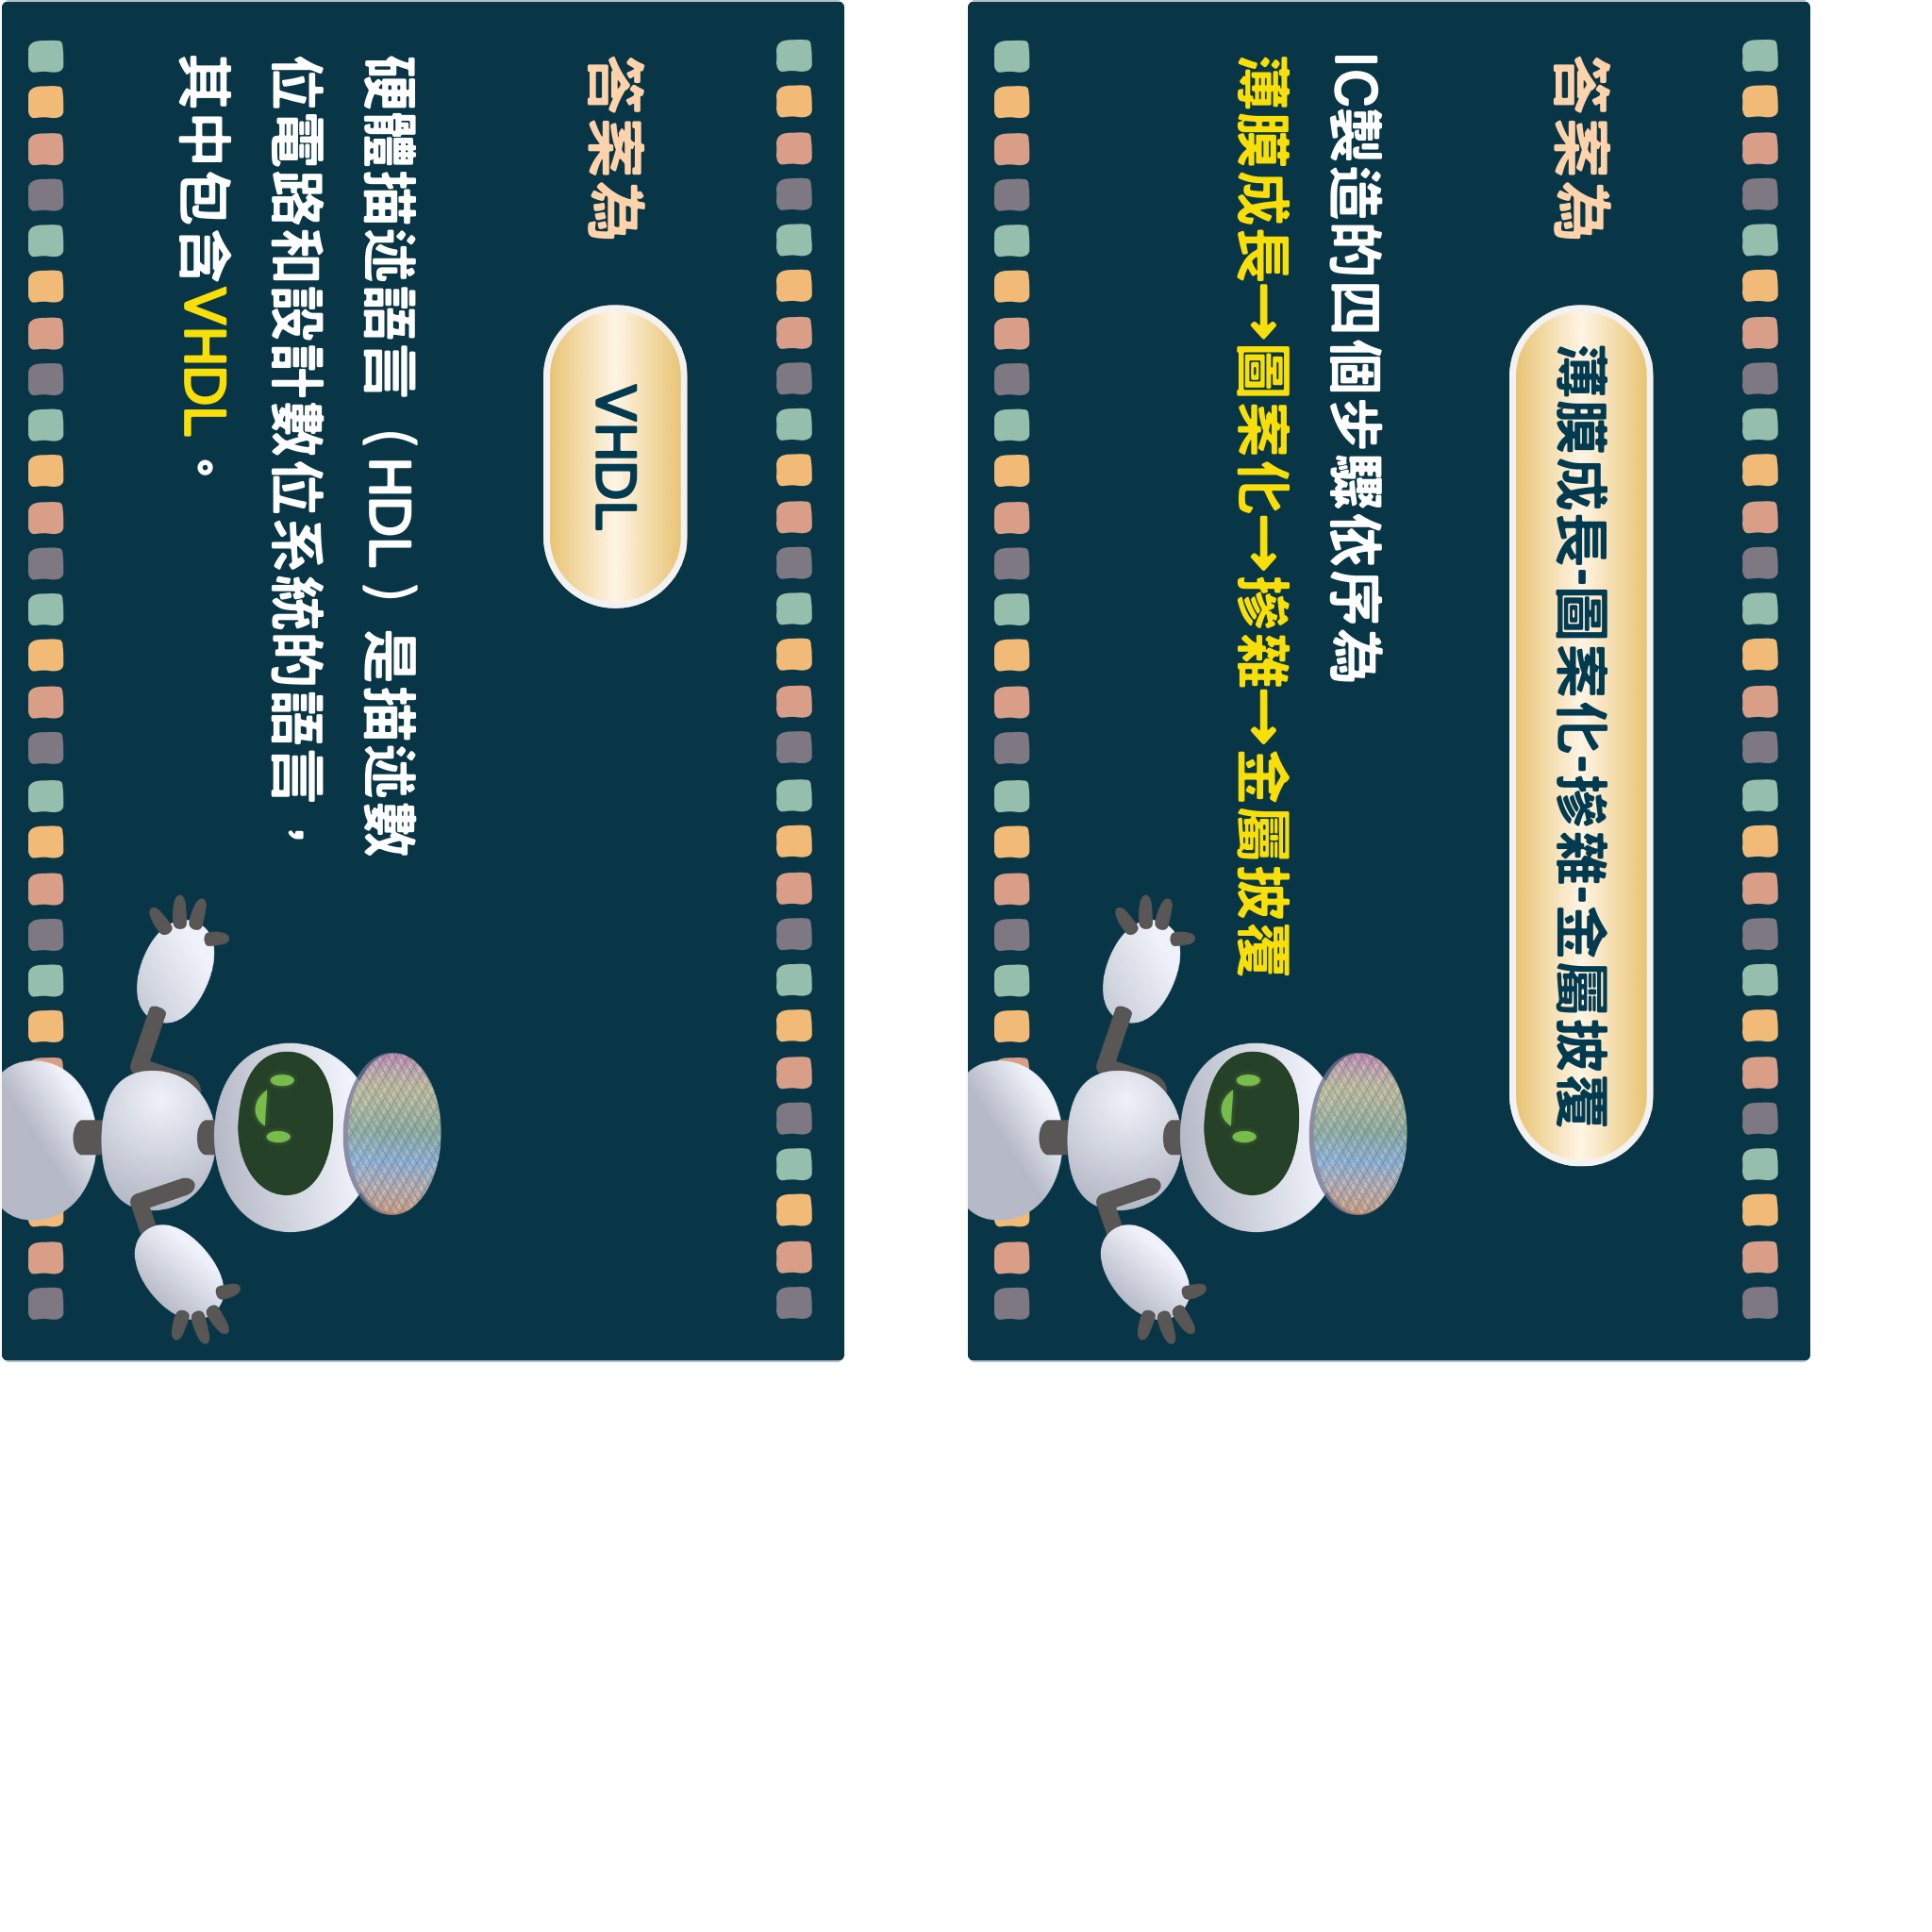 答案為
VHDL
硬體描述語言（HDL）是描述數
位電路和設計數位系統的語言，
其中包含VHDL。
答案為
薄膜成長-圖案化-摻雜-金屬披覆
IC製造的四個步驟依序為
薄膜成長→圖案化→摻雜→金屬披覆